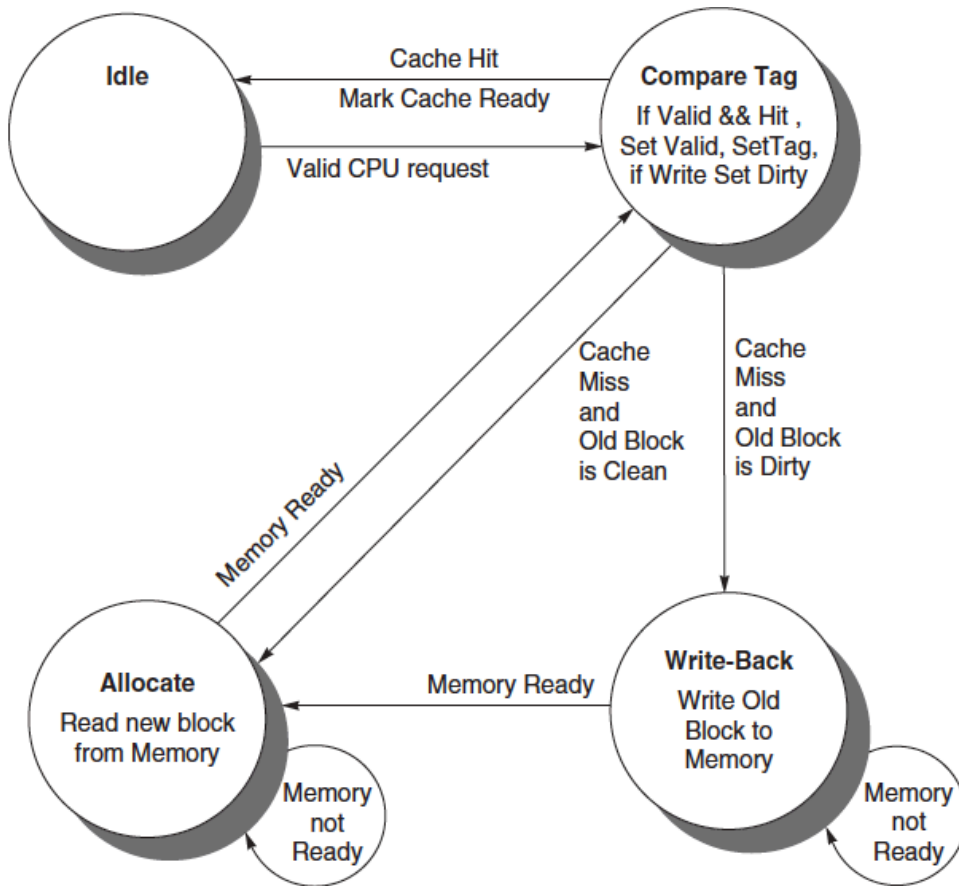 Idle
Cache Hit
Mark Cache Ready
Valid CPU request
Compare Tag
If Valid && Hit ,
Set Valid, SetTag,
if Write Set Dirty
Cache
Miss
and
Old Block
is Clean
Cache
Miss
and
Old Block
is Dirty
Memory Ready
Allocate
Read new block
from Memory
Memory
not
Ready
Memory Ready
Write-Back
Write Old
Block to
Memory
Memory
not
Ready